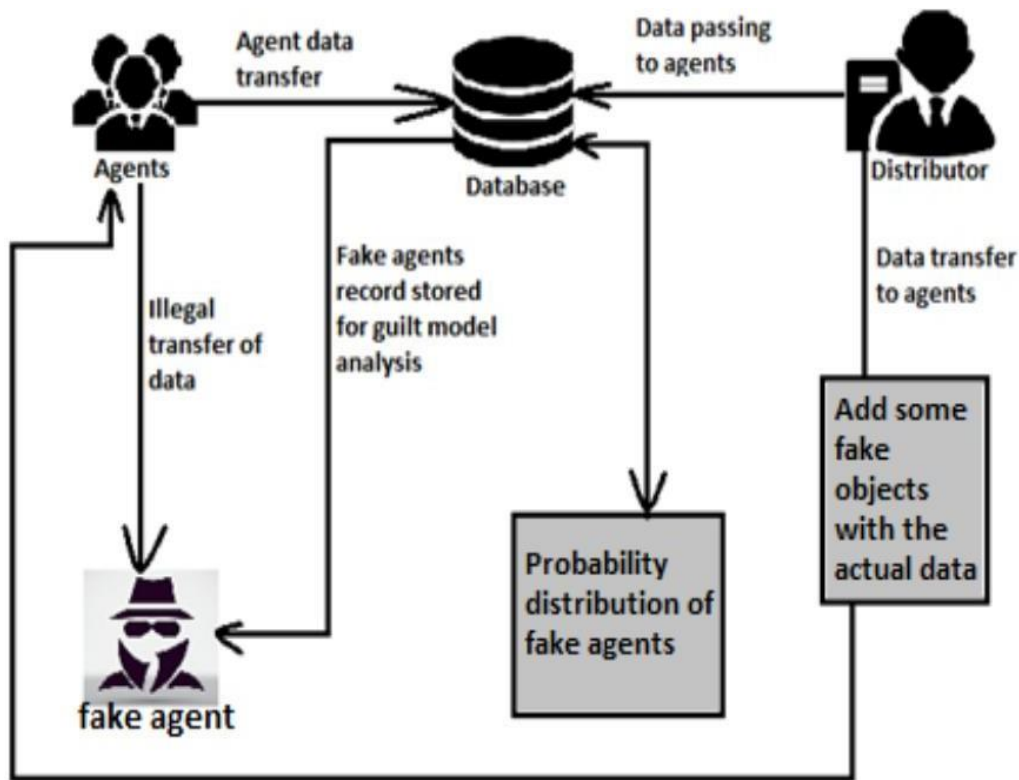 Agent data
transfer
Data passing
to agents
Agents
Database
Distributor
Illegal
transfer of
data
Fake agents
record stored
for guilt model
analysis
Data transfer
to agents
Add some
fake
objects
with the
actual data
Probability
distribution of
fake agents
fake agent